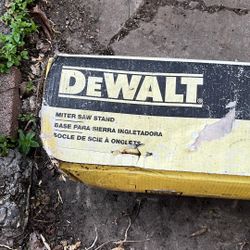 DEWALT
MITER SAW STAND
BASE PARA SIERRA INGLETADORA
SOCLE DE SCIE À ONGLETS